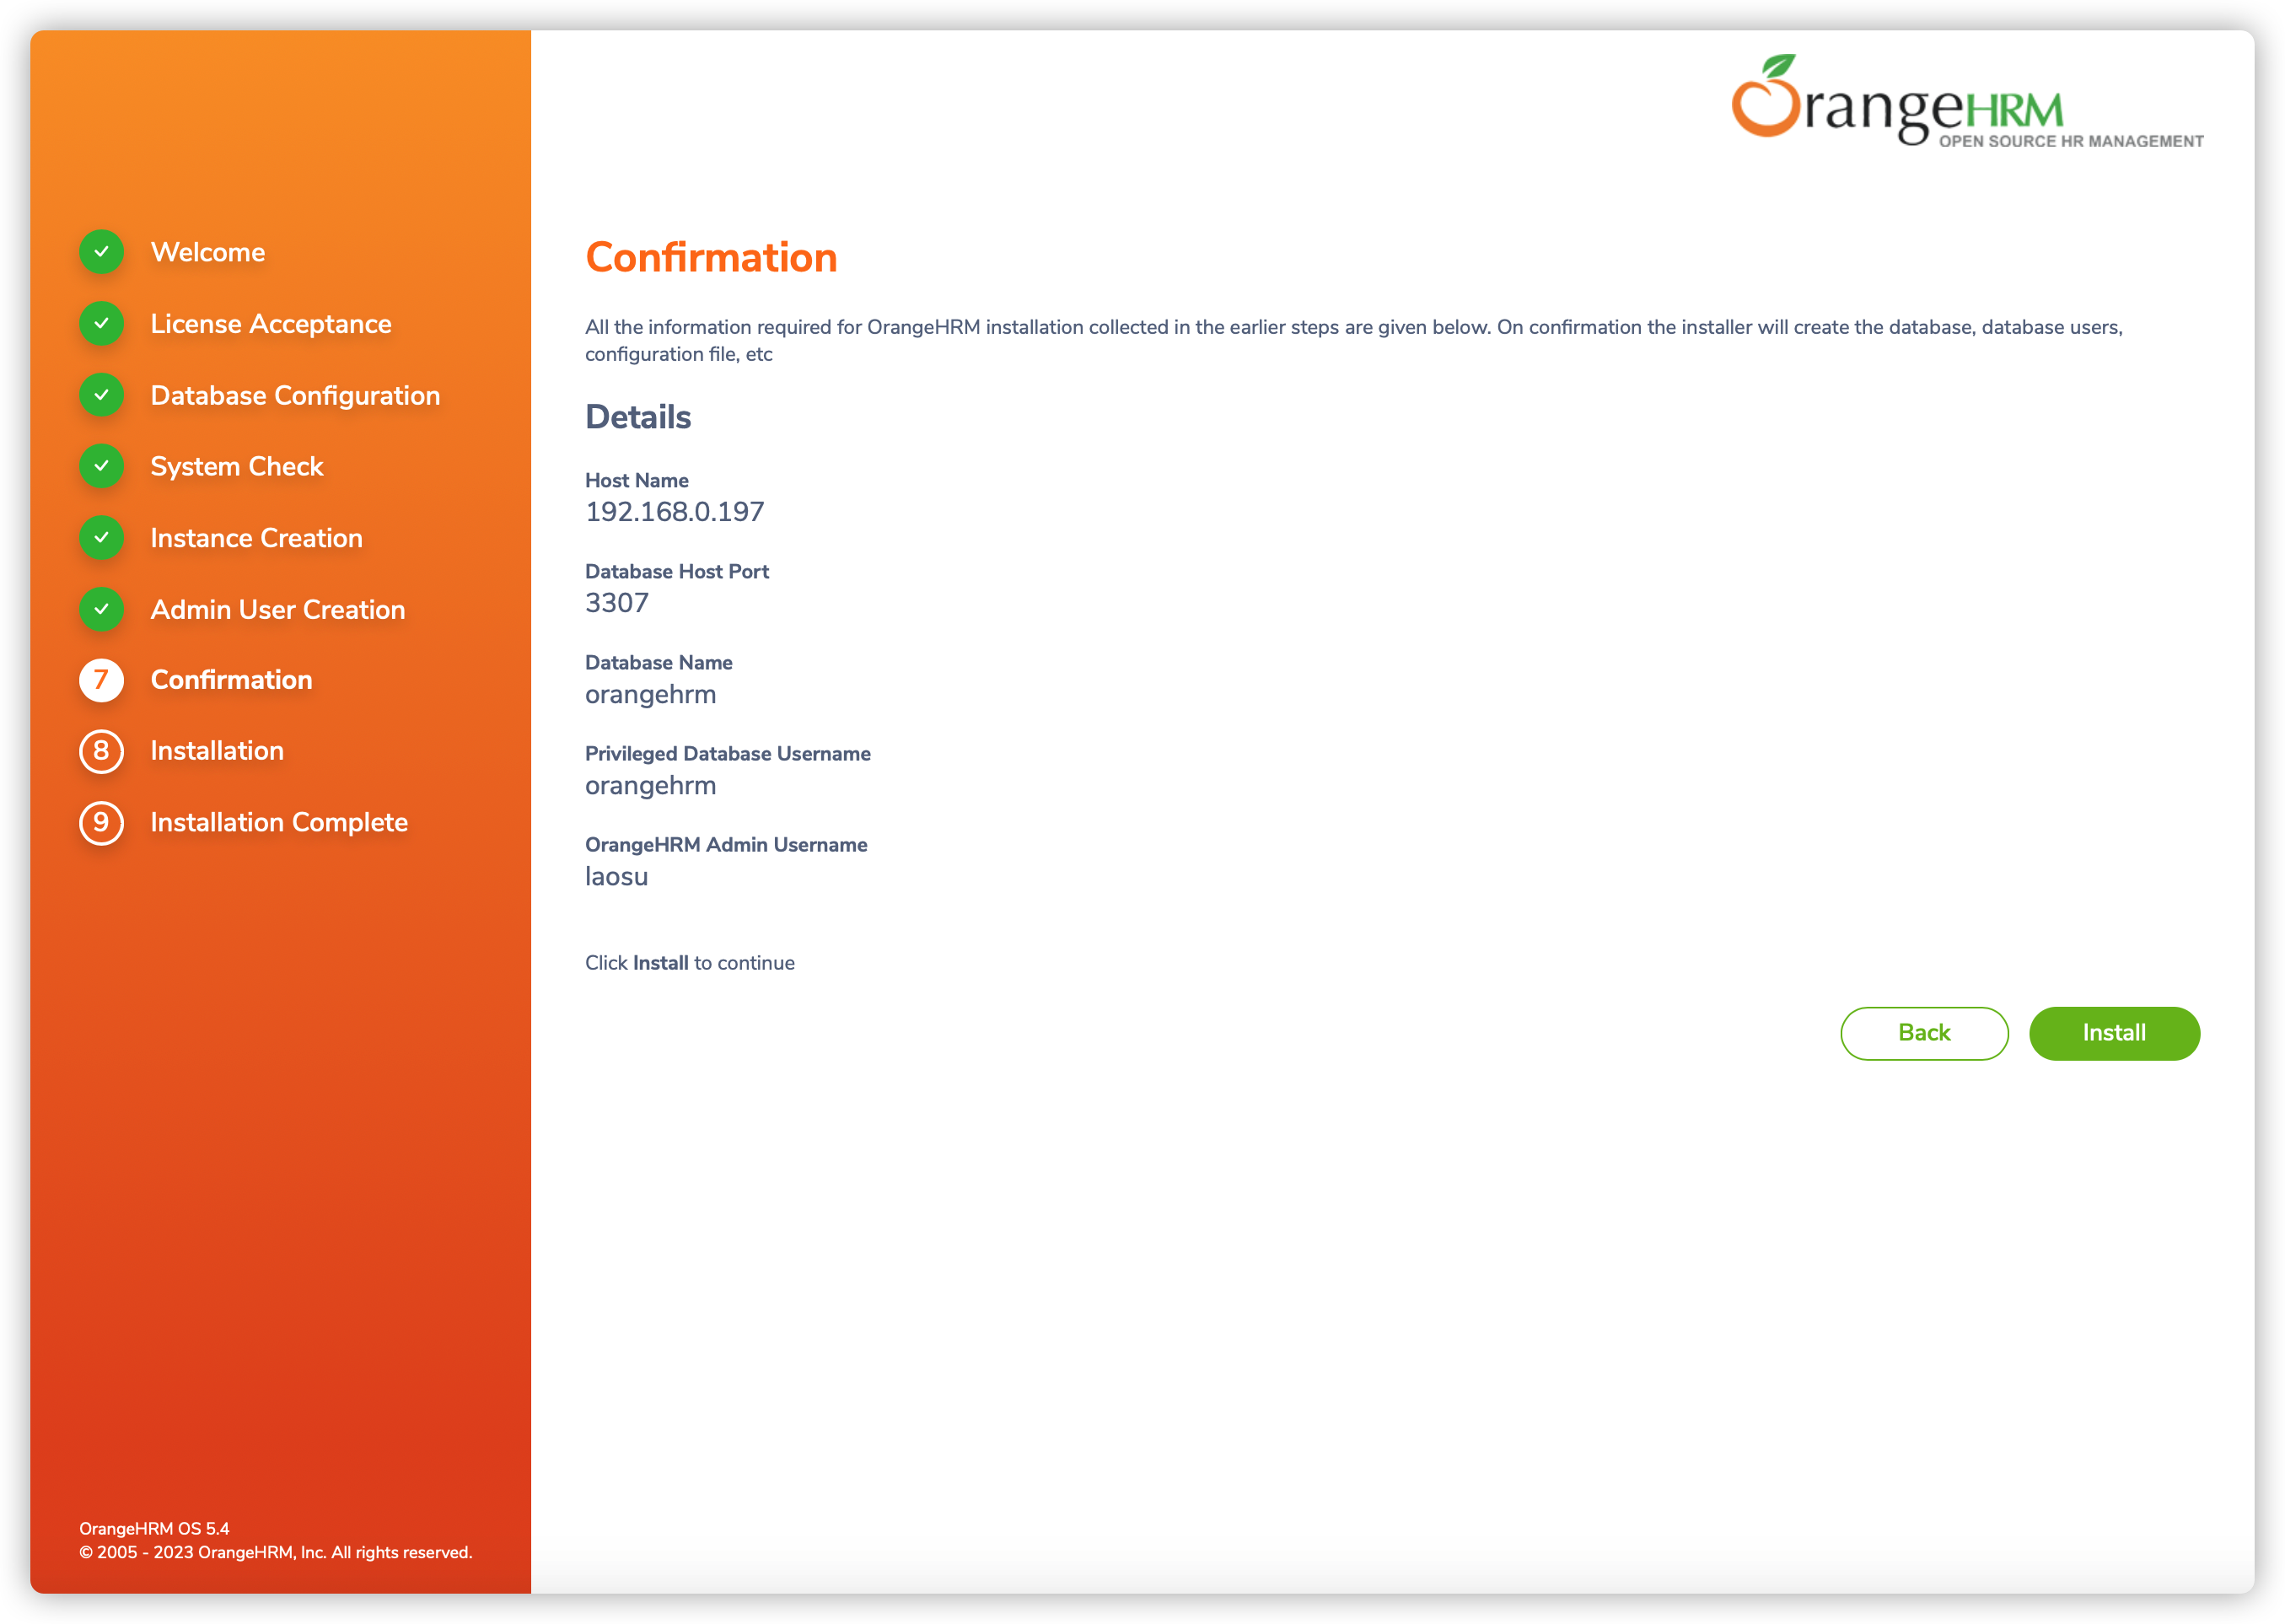 OrangeHRM
OPEN SOURCE HR MANAGEMENT
Welcome
License Acceptance
Database Configuration
System Check
Instance Creation
Admin User Creation
7 Confirmation
8 Installation
9 Installation Complete
OrangeHRM OS 5.4
© 2005 - 2023 OrangeHRM, Inc. All rights reserved.
Confirmation
All the information required for OrangeHRM installation collected in the earlier steps are given below. On confirmation the installer will create the database, database users,
configuration file, etc
Details
Host Name
192.168.0.197
Database Host Port
3307
Database Name
orangehrm
Privileged Database Username
orangehrm
OrangeHRM Admin Username
laosu
Click Install to continue
Back Install